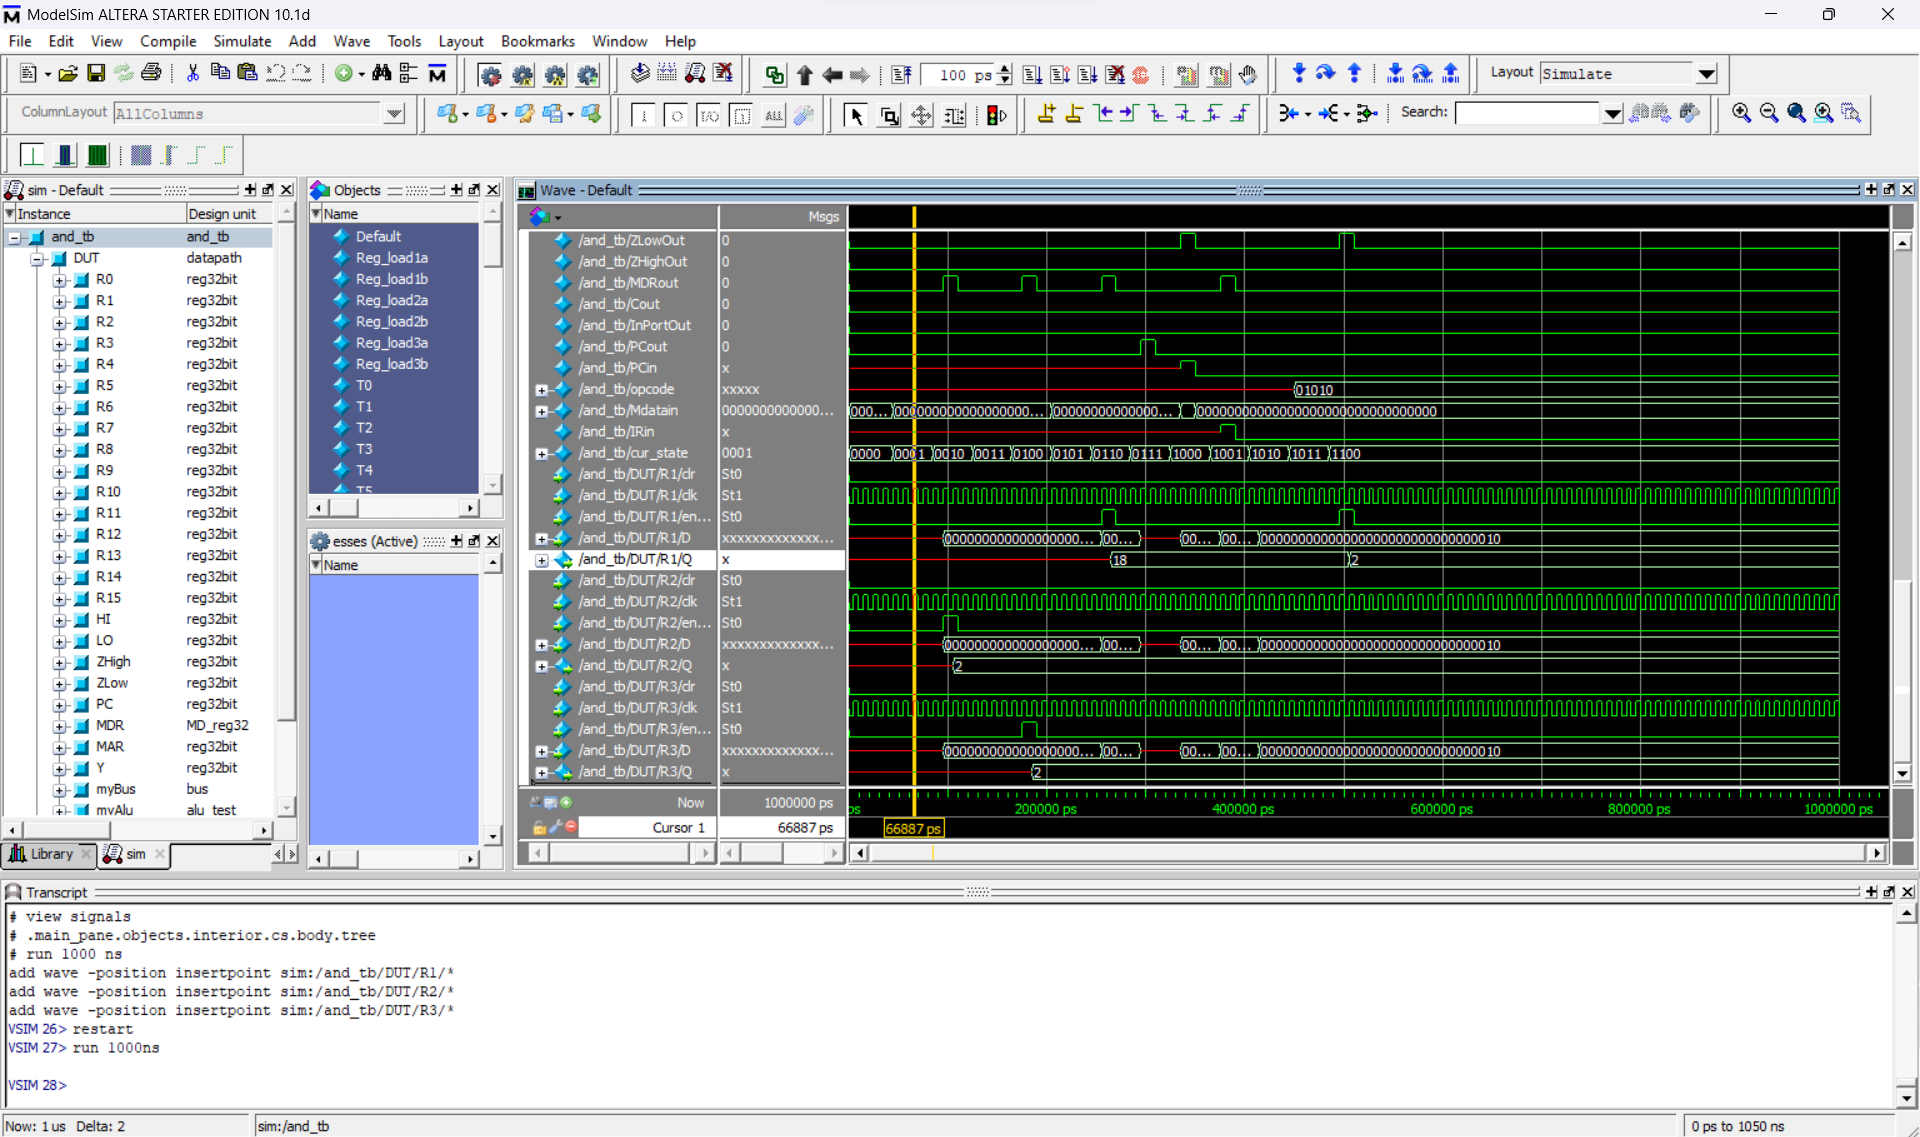 ModelSim ALTERA STARTER EDITION 10.1d
File Edit View Compile Simulate Add Wave Tools Layout Bookmarks Window Help
100 ps
Layout Simulate
ColumnLayout AllColumns
Search:
sim - Default
Instance Design unit
and_tb and_tb
DUT datapath
R0 reg32bit
R1 reg32bit
R2 reg32bit
R3 reg32bit
R4 reg32bit
R5 reg32bit
R6 reg32bit
R7 reg32bit
R8 reg32bit
R9 reg32bit
R10 reg32bit
R11 reg32bit
R12 reg32bit
R13 reg32bit
R14 reg32bit
R15 reg32bit
HI reg32bit
LO reg32bit
ZHigh reg32bit
ZLow reg32bit
PC reg32bit
MDR MD_reg32
MAR reg32bit
Y reg32bit
myBus bus
myAlu alu_test
Library sim
Objects
Name
Default
Reg_load1a
Reg_load1b
Reg_load2a
Reg_load2b
Reg_load3a
Reg_load3b
T0
T1
T2
T3
T4
T5
esses (Active)
Name
Wave - Default
Msgs
/and_tb/ZLowOut 0
/and_tb/ZHighOut 0
/and_tb/MDRout 0
/and_tb/Cout 0
/and_tb/InPortOut 0
/and_tb/PCout 0
/and_tb/PCin x
/and_tb/opcode xxxxx 01010
/and_tb/Mdatain 0000000000000... 000... 000000000000000000... 000000000000000... 00000000000000000000000000000000
/and_tb/IRin x
/and_tb/cur_state 0001 0000 0001 0010 0011 0100 0101 0110 0111 1000 1001 1010 1011 1100
/and_tb/DUT/R1/clr St0
/and_tb/DUT/R1/clk St1
/and_tb/DUT/R1/en... St0
/and_tb/DUT/R1/D xxxxxxxxxxxxx... 000000000000000000... 00... 00... 00... 00000000000000000000000000000010
/and_tb/DUT/R1/Q x 18 2
/and_tb/DUT/R2/clr St0
/and_tb/DUT/R2/clk St1
/and_tb/DUT/R2/en... St0
/and_tb/DUT/R2/D xxxxxxxxxxxxx... 000000000000000000... 00... 00... 00... 00000000000000000000000000000010
/and_tb/DUT/R2/Q x 2
/and_tb/DUT/R3/clr St0
/and_tb/DUT/R3/clk St1
/and_tb/DUT/R3/en... St0
/and_tb/DUT/R3/D xxxxxxxxxxxxx... 000000000000000000... 00... 00... 00... 00000000000000000000000000000010
/and_tb/DUT/R3/Q x 2
Now 1000000 ps ps 200000 ps 400000 ps 600000 ps 800000 ps 1000000 ps
Cursor 1 66887 ps 66887 ps
Transcript
# view signals
# .main_pane.objects.interior.cs.body.tree
# run 1000 ns
add wave -position insertpoint sim:/and_tb/DUT/R1/*
add wave -position insertpoint sim:/and_tb/DUT/R2/*
add wave -position insertpoint sim:/and_tb/DUT/R3/*
VSIM 26> restart
VSIM 27> run 1000ns
VSIM 28>
Now: 1 us Delta: 2 sim:/and_tb 0 ps to 1050 ns